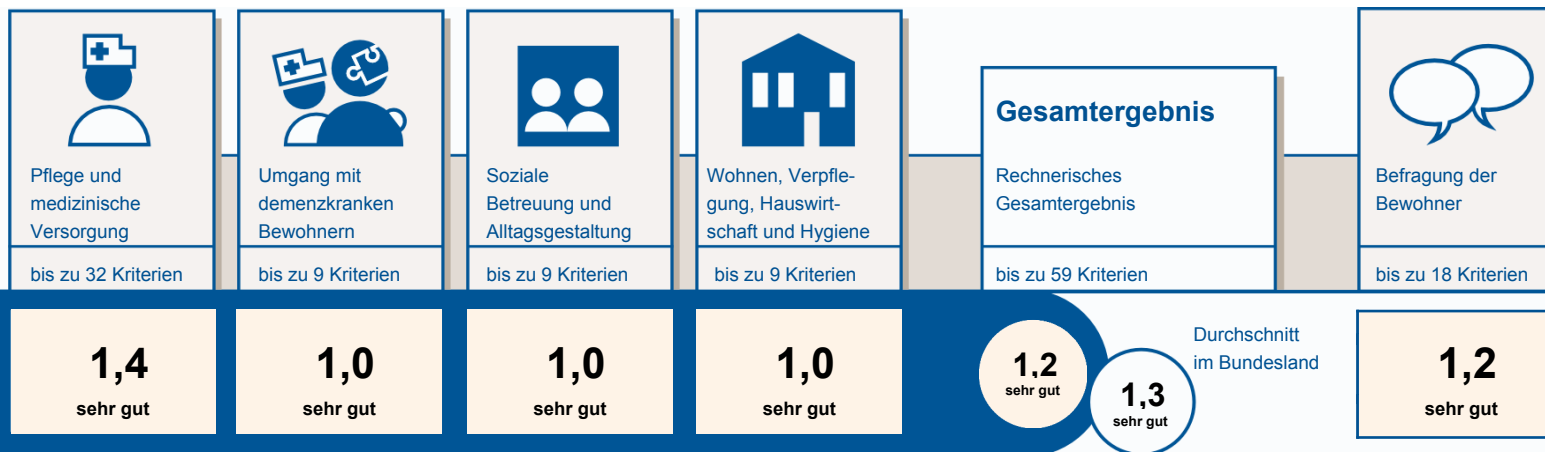 Pflege und
medizinische
Versorgung
bis zu 32 Kriterien
1,4
sehr gut
Umgang mit
demenzkranken
Bewohnern
bis zu 9 Kriterien
1,0
sehr gut
Soziale
Betreuung und
Alltagsgestaltung
bis zu 9 Kriterien
1,0
sehr gut
Wohnen, Verpfle-
gung, Hauswirt-
schaft und Hygiene
bis zu 9 Kriterien
1,0
sehr gut
Gesamtergebnis
Rechnerisches
Gesamtergebnis
bis zu 59 Kriterien
1,2
sehr gut
Durchschnitt
im Bundesland
1,3
sehr gut
Befragung der
Bewohner
bis zu 18 Kriterien
1,2
sehr gut